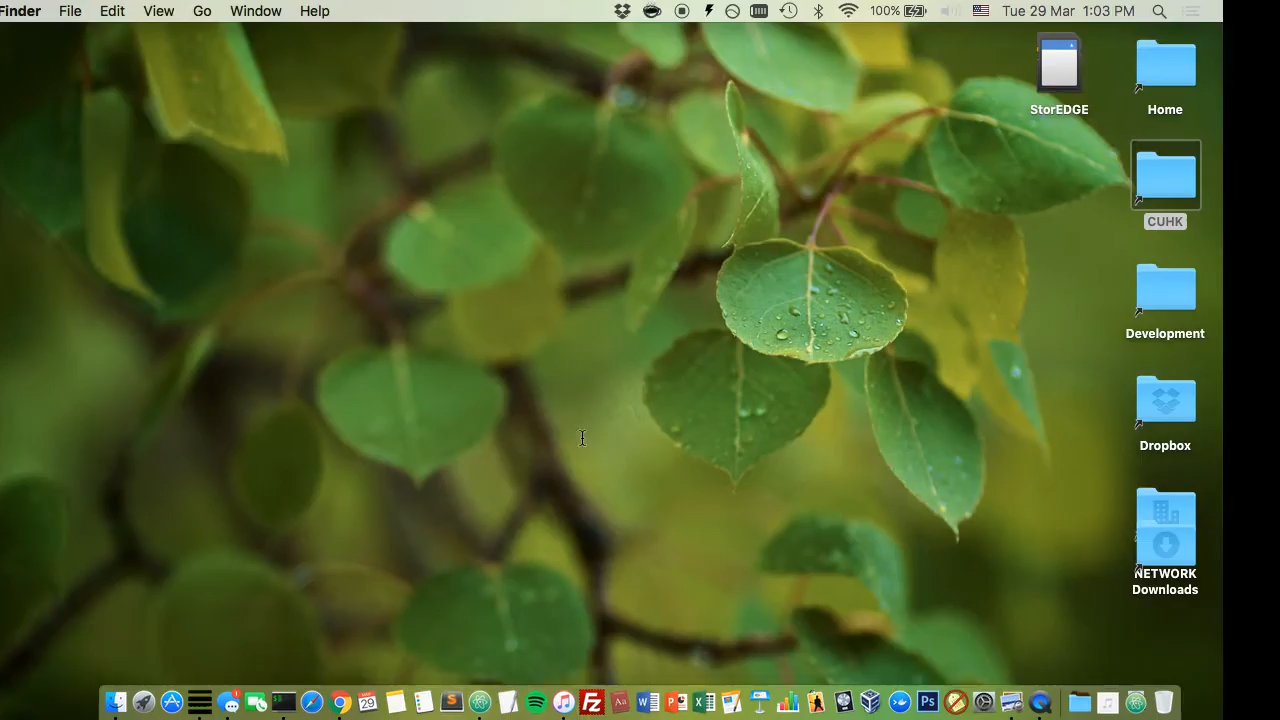 Finder File Edit View Go Window Help 100% Tue 29 Mar 1:03 PM
StorEDGE
Home
CUHK
Development
Dropbox
NETWORK
Downloads